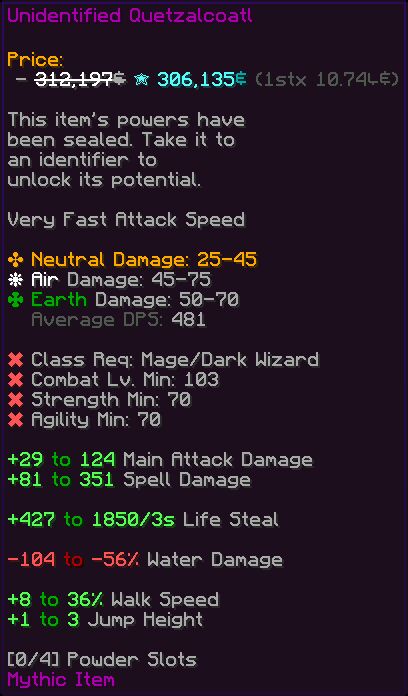 Unidentified Quetzalcoatl
Price:
- 312,197 ✮ 306,135 (1stx 10.74)
This item's powers have
been sealed. Take it to
an identifier to
unlock its potential.
Very Fast Attack Speed
✣ Neutral Damage: 25-45
❋ Air Damage: 45-75
✤ Earth Damage: 50-70
Average DPS: 481
✖ Class Req: Mage/Dark Wizard
✖ Combat Lv. Min: 103
✖ Strength Min: 70
✖ Agility Min: 70
+29 to 124 Main Attack Damage
+81 to 351 Spell Damage
+427 to 1850/3s Life Steal
-104 to -56% Water Damage
+8 to 36% Walk Speed
+1 to 3 Jump Height
[0/4] Powder Slots
Mythic Item